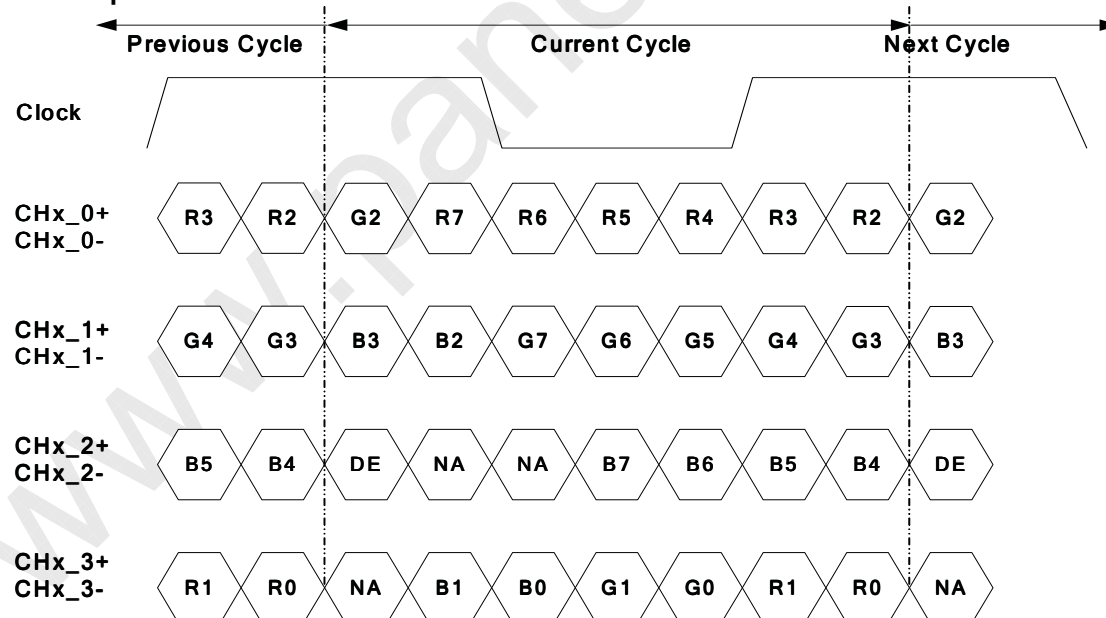 Previous Cycle Current Cycle Next Cycle
Clock
CHx_0+ R3 R2 G2 R7 R6 R5 R4 R3 R2 G2
CHx_0-
CHx_1+ G4 G3 B3 B2 G7 G6 G5 G4 G3 B3
CHx_1-
CHx_2+ B5 B4 DE NA NA B7 B6 B5 B4 DE
CHx_2-
CHx_3+ R1 R0 NA B1 B0 G1 G0 R1 R0 NA
CHx_3-
www.pane